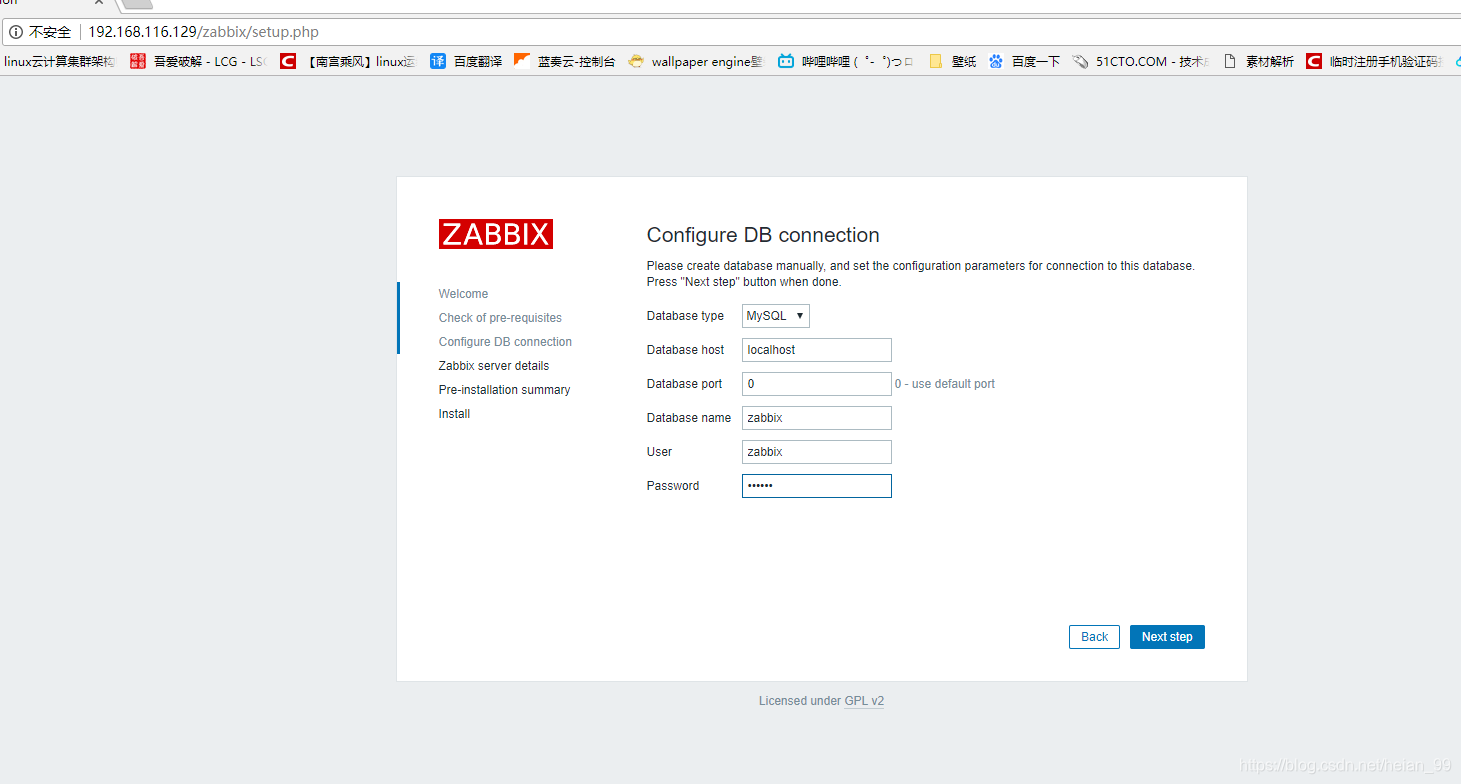 不安全 192.168.116.129/zabbix/setup.php
linux云计算集群架构 吾爱破解 - LCG - LS 【南宫乘风】linux运 百度翻译 蓝奏云-控制台 wallpaper engine壁 哔哩哔哩 ( ゜- ゜)つロ 壁纸 百度一下 51CTO.COM - 技术 素材解析 临时注册手机验证码
ZABBIX
Configure DB connection
Please create database manually, and set the configuration parameters for connection to this database.
Press "Next step" button when done.
Welcome
Check of pre-requisites
Configure DB connection
Zabbix server details
Pre-installation summary
Install
Database type MySQL
Database host localhost
Database port 0 0 - use default port
Database name zabbix
User zabbix
Password ••••••
Back Next step
Licensed under GPL v2
https://blog.csdn.net/heian_99